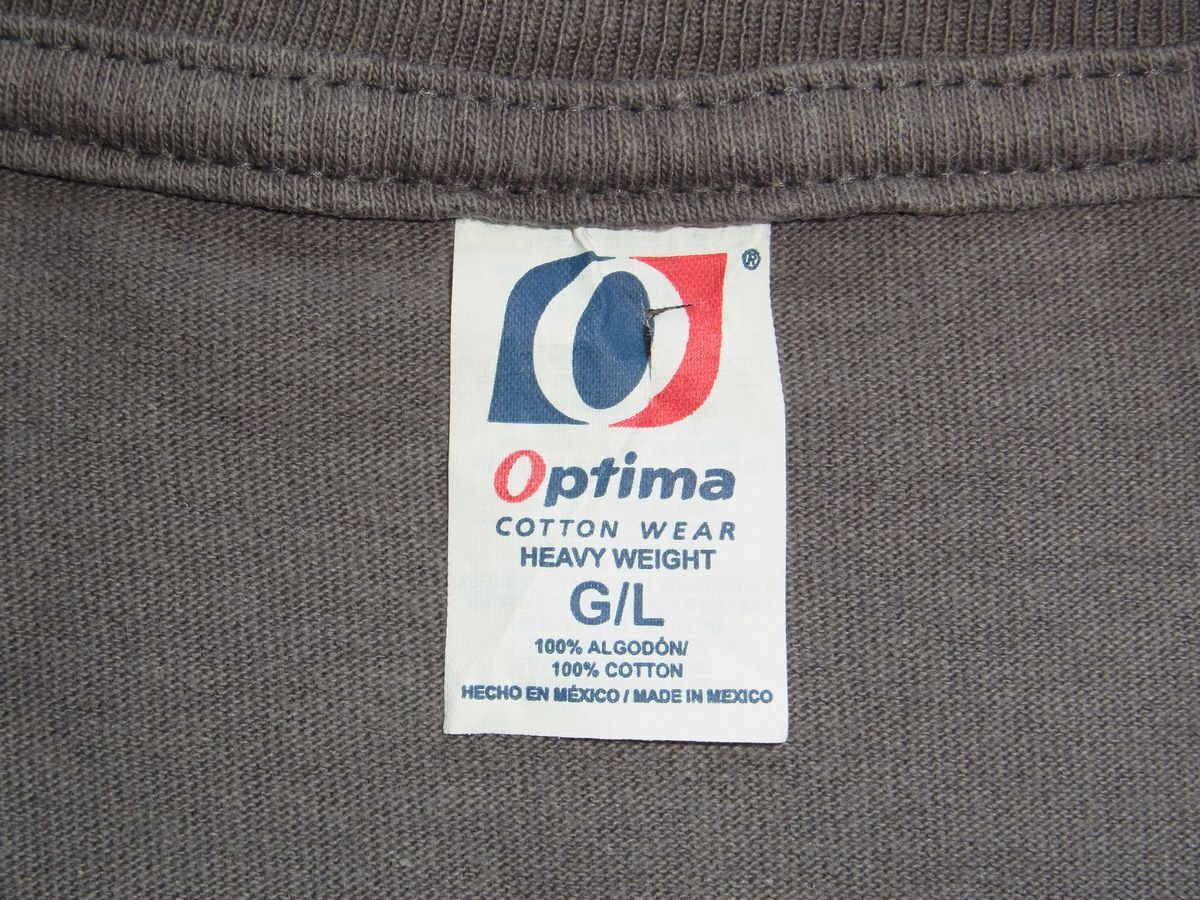 ®
Optima
COTTON WEAR
HEAVY WEIGHT
G/L
100% ALGODÓN/
100% COTTON
HECHO EN MÉXICO / MADE IN MEXICO